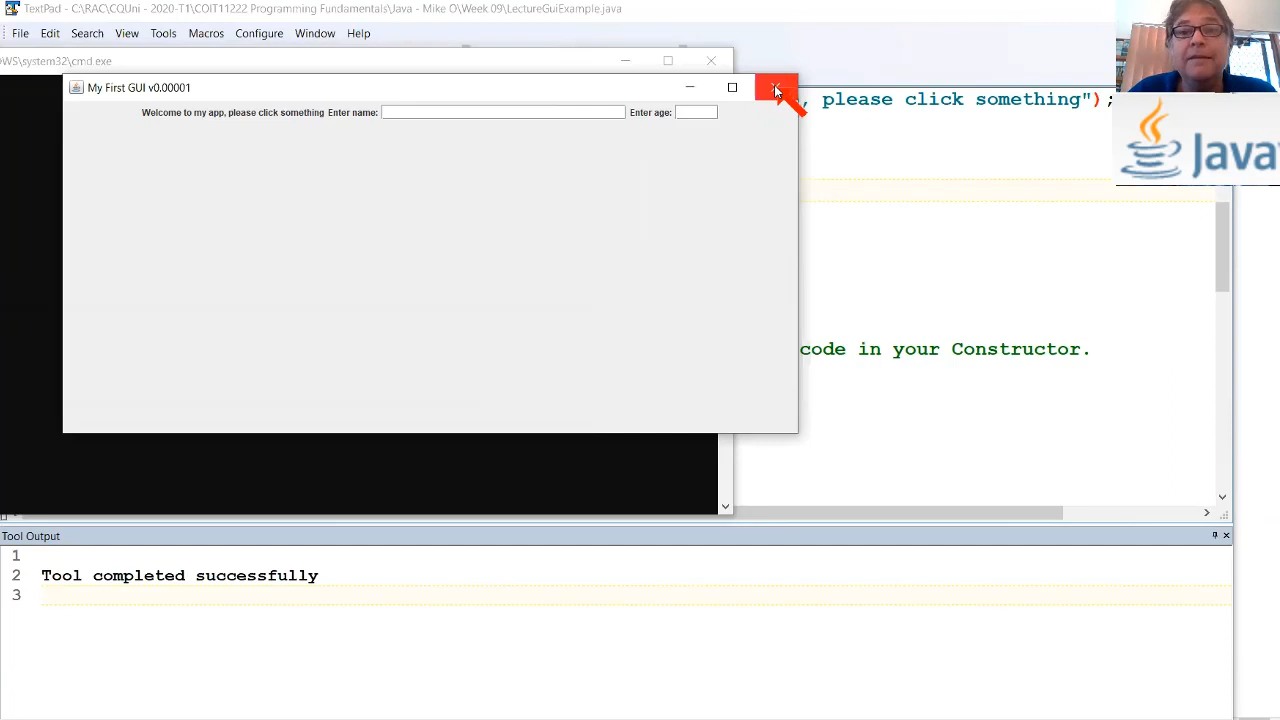 TextPad - C:\RAC\CQUni - 2020-T1\COIT11222 Programming Fundamentals\Java - Mike O\Week 09\LectureGuiExample.java
File Edit Search View Tools Macros Configure Window Help
OWS\system32\cmd.exe
My First GUI v0.00001
Welcome to my app, please click something Enter name: Enter age:
, please click something");
Java
code in your Constructor.
Tool Output
1
2 Tool completed successfully
3